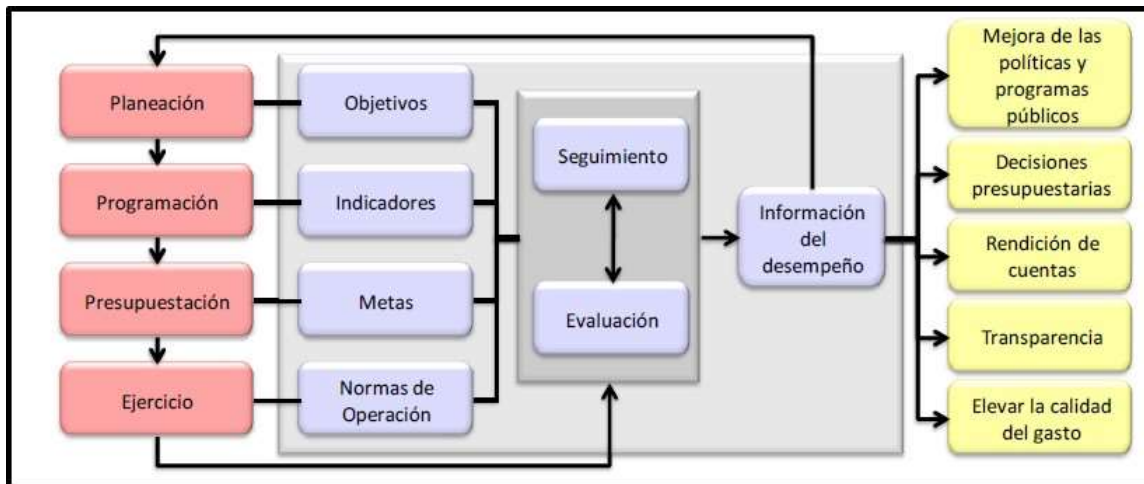 Planeación
Programación
Presupuestación
Ejercicio
Objetivos
Indicadores
Metas
Normas de
Operación
Seguimiento
Evaluación
Información
del
desempeño
Mejora de las
políticas y
programas
públicos
Decisiones
presupuestarias
Rendición de
cuentas
Transparencia
Elevar la calidad
del gasto